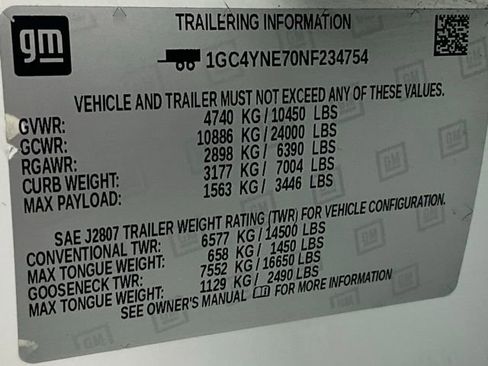 gm
TRAILERING INFORMATION
1GC4YNE70NF234754
VEHICLE AND TRAILER MUST NOT EXCEED ANY OF THESE VALUES.
GVWR: 4740 KG/10450 LBS
GCWR: 10886 KG/24000 LBS
RGAWR: 2898 KG/ 6390 LBS
CURB WEIGHT: 3177 KG/ 7004 LBS
MAX PAYLOAD: 1563 KG/ 3446 LBS
SAE J2807 TRAILER WEIGHT RATING (TWR) FOR VEHICLE CONFIGURATION.
CONVENTIONAL TWR: 6577 KG/14500 LBS
MAX TONGUE WEIGHT: 658 KG/ 1450 LBS
GOOSENECK TWR: 7552 KG/16650 LBS
MAX TONGUE WEIGHT: 1129 KG/ 2490 LBS
SEE OWNER'S MANUAL FOR MORE INFORMATION